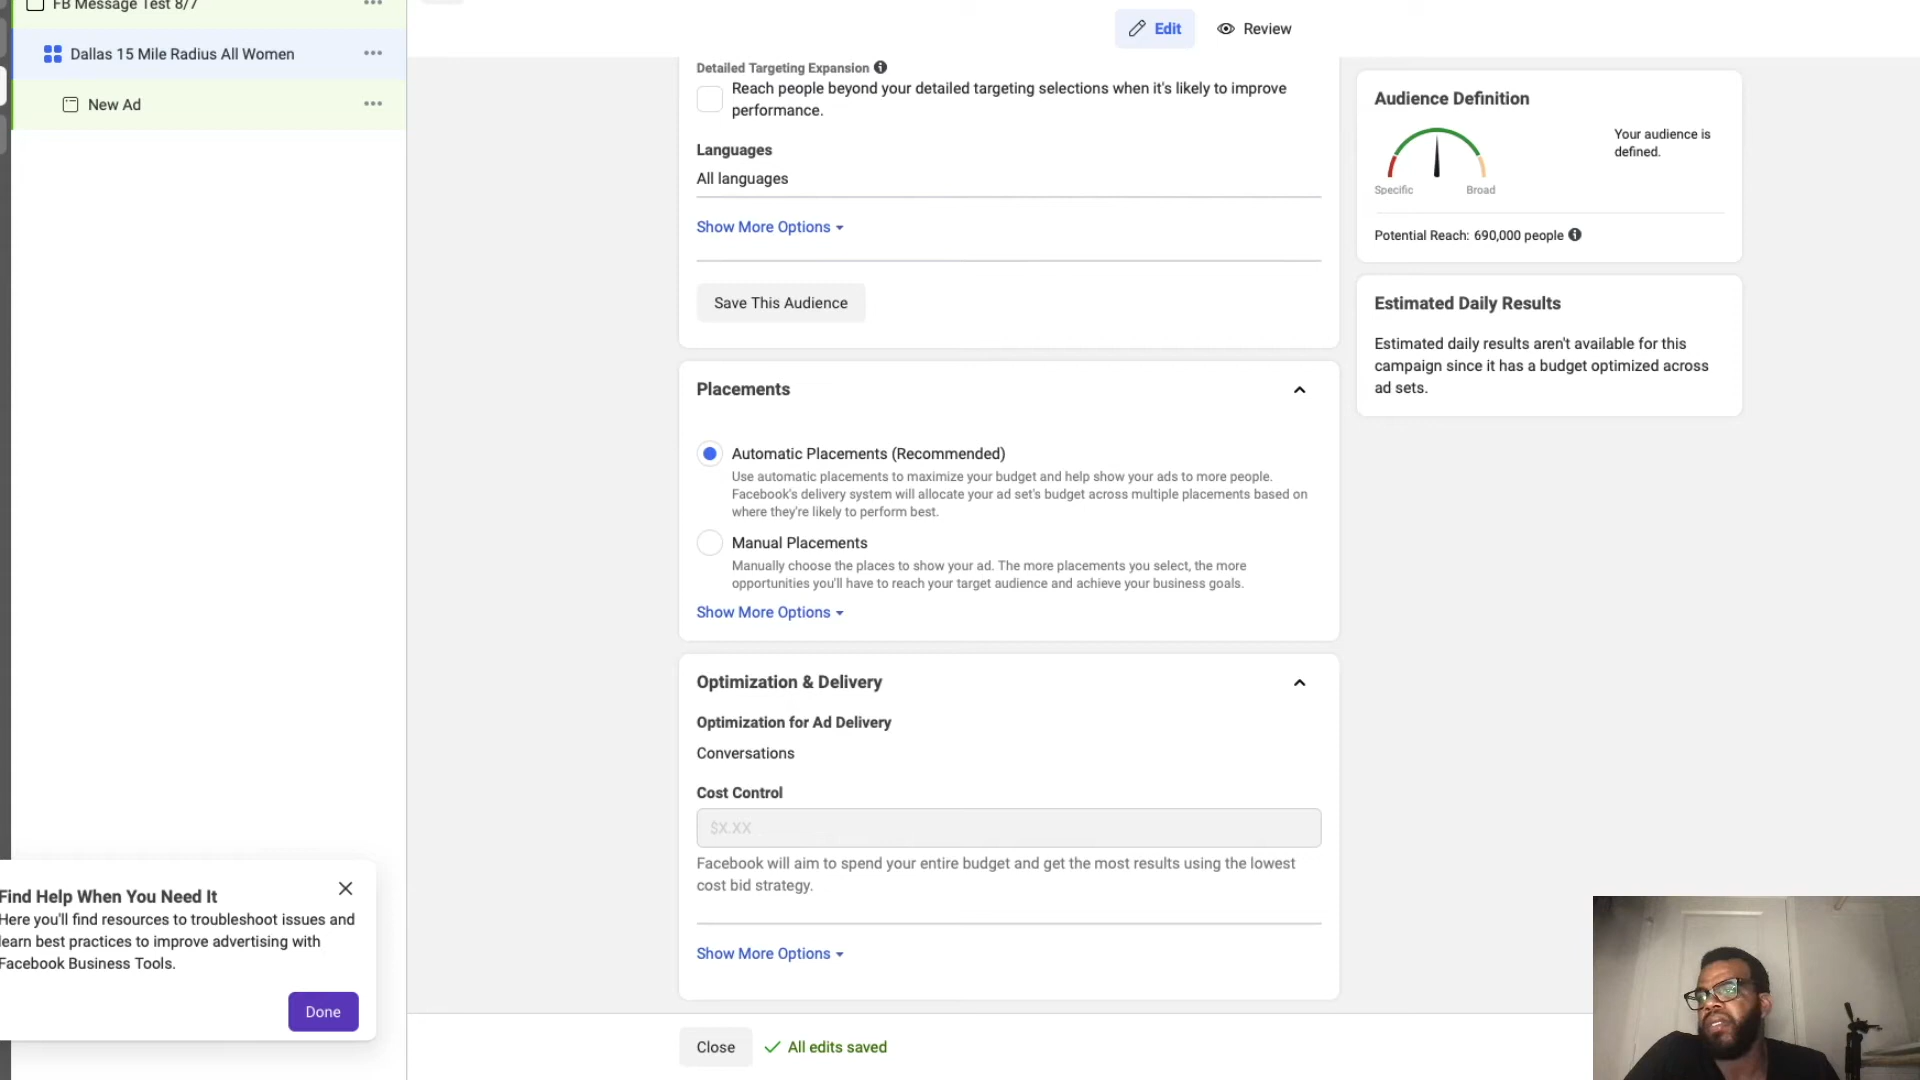 FB Message Test 8/7
Dallas 15 Mile Radius All Women
New Ad
Edit
Review
Detailed Targeting Expansion
Reach people beyond your detailed targeting selections when it's likely to improve
performance.
Languages
All languages
Show More Options
Save This Audience
Placements
Automatic Placements (Recommended)
Use automatic placements to maximize your budget and help show your ads to more people.
Facebook's delivery system will allocate your ad set's budget across multiple placements based on
where they're likely to perform best.
Manual Placements
Manually choose the places to show your ad. The more placements you select, the more
opportunities you'll have to reach your target audience and achieve your business goals.
Show More Options
Optimization & Delivery
Optimization for Ad Delivery
Conversations
Cost Control
$X.XX
Facebook will aim to spend your entire budget and get the most results using the lowest
cost bid strategy.
Show More Options
Close
All edits saved
Audience Definition
Your audience is
defined.
Specific
Broad
Potential Reach: 690,000 people
Estimated Daily Results
Estimated daily results aren't available for this
campaign since it has a budget optimized across
ad sets.
Find Help When You Need It
Here you'll find resources to troubleshoot issues and
learn best practices to improve advertising with
Facebook Business Tools.
Done